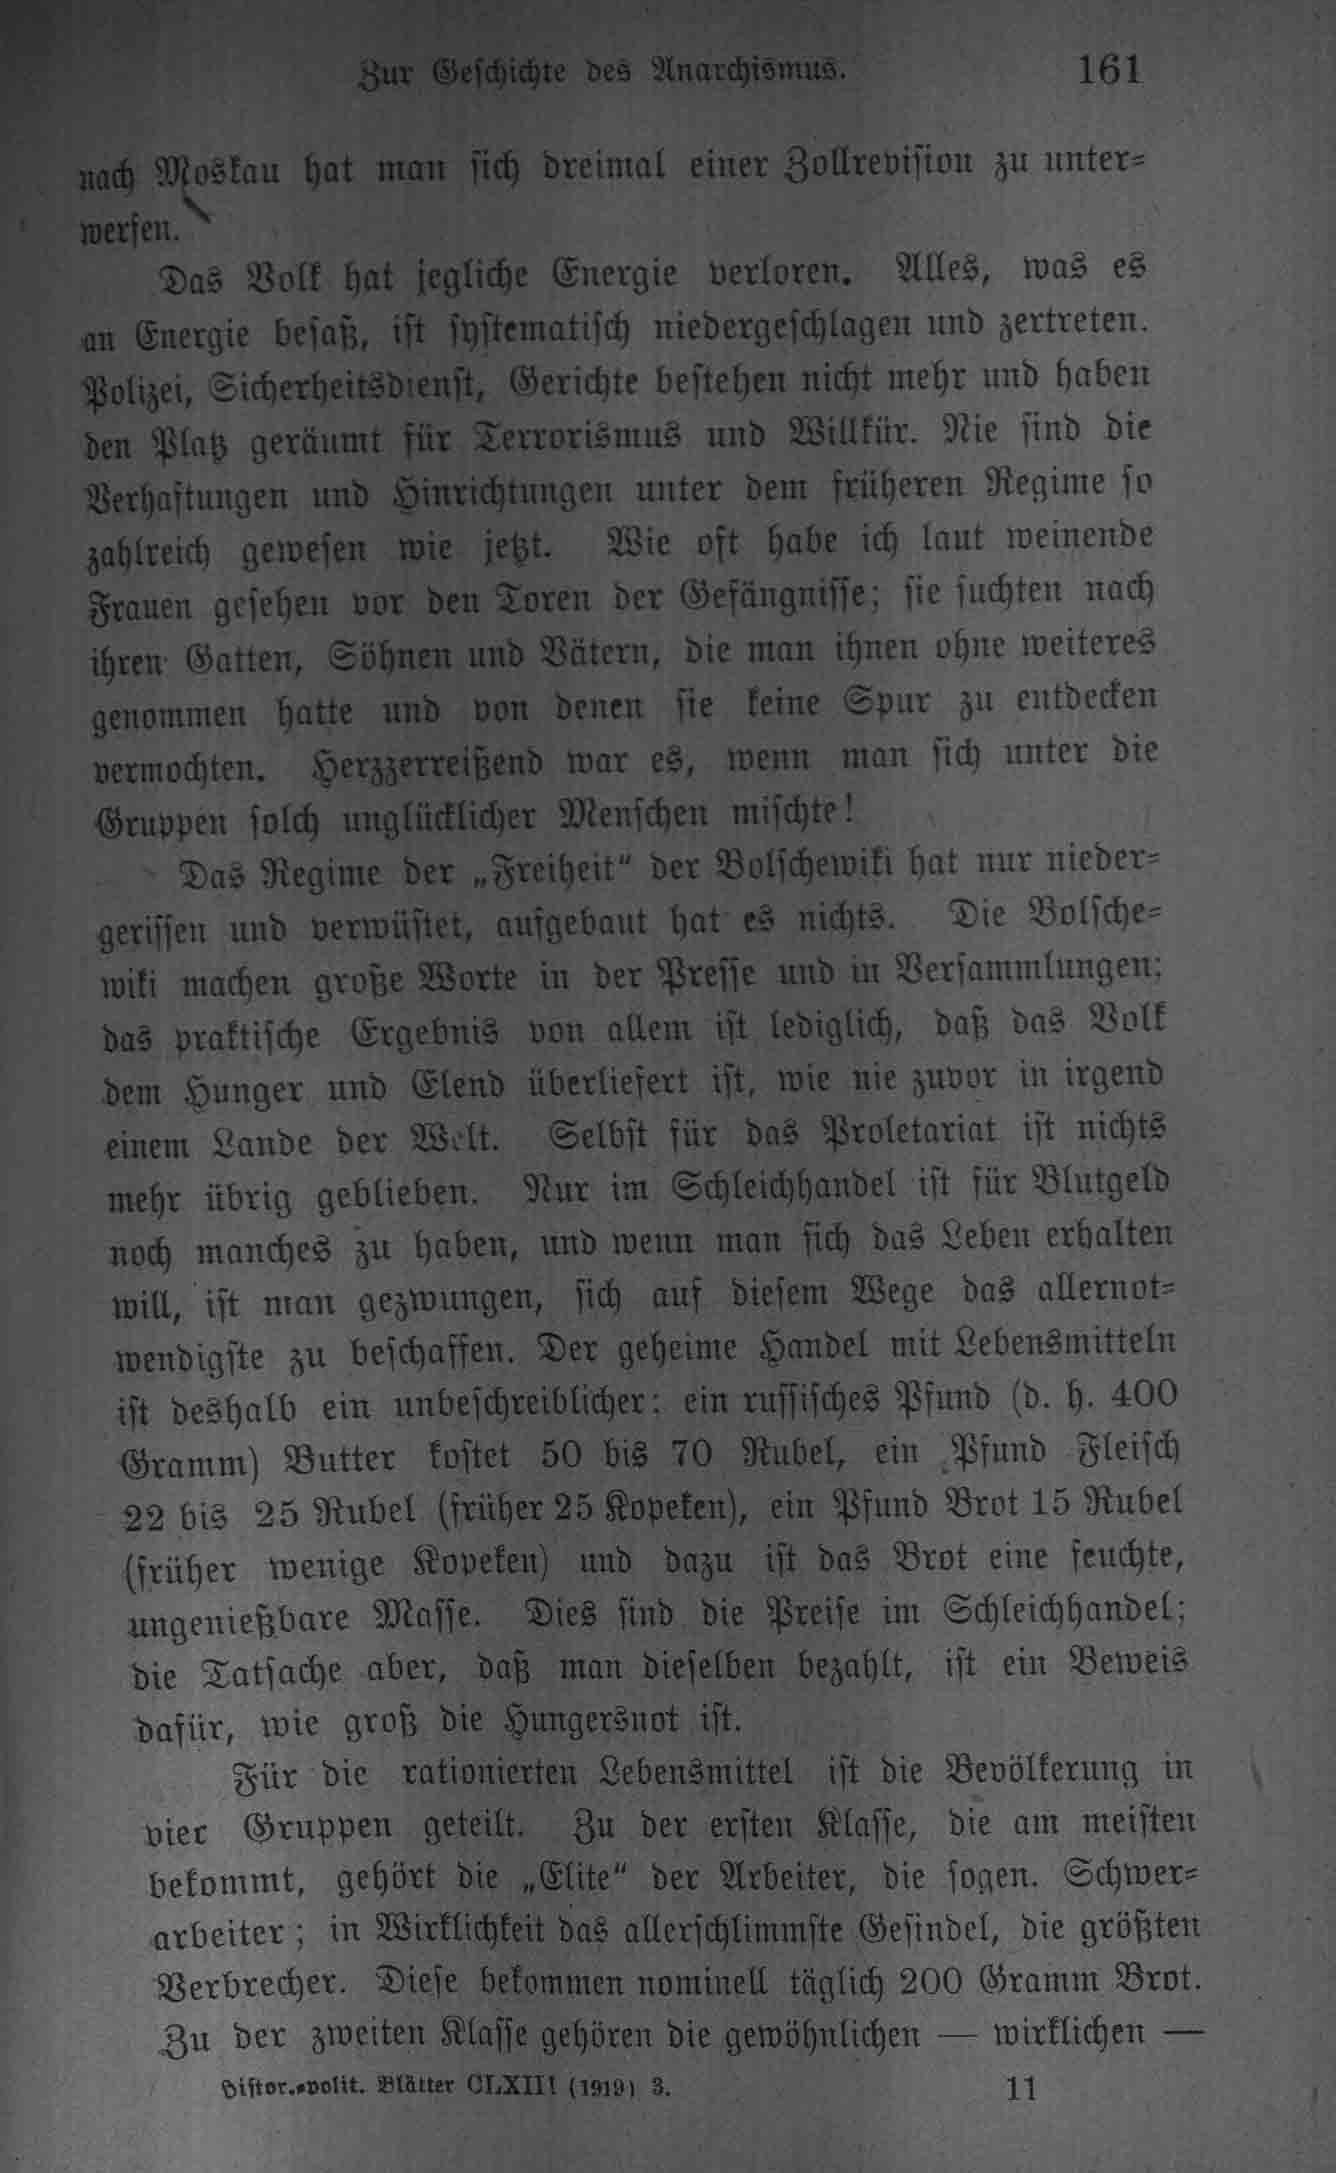 Zur Geschichte des Anarchismus. 161
nach Moskau hat man sich dreimal einer Zollrevision zu unter-
werfen.
Das Volk hat jegliche Energie verloren. Alles, was es
an Energie besaß, ist systematisch niedergeschlagen und zertreten.
Polizei, Sicherheitsdienst, Gerichte bestehen nicht mehr und haben
den Platz geräumt für Terrorismus und Willkür. Nie sind die
Verhaftungen und Hinrichtungen unter dem früheren Regime so
zahlreich gewesen wie jetzt. Wie oft habe ich laut weinende
Frauen gesehen vor den Toren der Gefängnisse; sie suchten nach
ihren Gatten, Söhnen und Vätern, die man ihnen ohne weiteres
genommen hatte und von denen sie keine Spur zu entdecken
vermochten. Herzzerreißend war es, wenn man sich unter die
Gruppen solch unglücklicher Menschen mischte!
Das Regime der „Freiheit“ der Bolschewiki hat nur nieder-
gerissen und verwüstet, aufgebaut hat es nichts. Die Bolsche-
wiki machen große Worte in der Presse und in Versammlungen;
das praktische Ergebnis von allem ist lediglich, daß das Volk
dem Hunger und Elend überliefert ist, wie nie zuvor in irgend
einem Lande der Welt. Selbst für das Proletariat ist nichts
mehr übrig geblieben. Nur im Schleichhandel ist für Blutgeld
noch manches zu haben, und wenn man sich das Leben erhalten
will, ist man gezwungen, sich auf diesem Wege das allernot-
wendigste zu beschaffen. Der geheime Handel mit Lebensmitteln
ist deshalb ein unbeschreiblicher: ein russisches Pfund (d. h. 400
Gramm) Butter kostet 50 bis 70 Rubel, ein Pfund Fleisch
22 bis 25 Rubel (früher 25 Kopeken), ein Pfund Brot 15 Rubel
(früher wenige Kopeken) und dazu ist das Brot eine feuchte,
ungenießbare Masse. Dies sind die Preise im Schleichhandel;
die Tatsache aber, daß man dieselben bezahlt, ist ein Beweis
dafür, wie groß die Hungersnot ist.
Für die rationierten Lebensmittel ist die Bevölkerung in
vier Gruppen geteilt. Zu der ersten Klasse, die am meisten
bekommt, gehört die „Elite“ der Arbeiter, die sogen. Schwer-
arbeiter; in Wirklichkeit das allerschlimmste Gesindel, die größten
Verbrecher. Diese bekommen nominell täglich 200 Gramm Brot.
Zu der zweiten Klasse gehören die gewöhnlichen — wirklichen —
Histor.-polit. Blätter CLXIII (1919) 3. 11